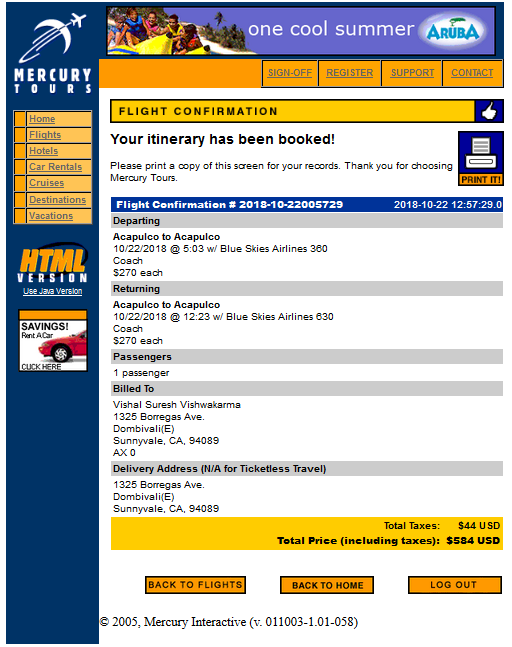 one cool summer ARUBA
MERCURY
TOURS
SIGN-OFF REGISTER SUPPORT CONTACT
Home
Flights
Hotels
Car Rentals
Cruises
Destinations
Vacations
HTML
VERSION
Use Java Version
SAVINGS!
Rent A Car
CLICK HERE
FLIGHT CONFIRMATION
Your itinerary has been booked!
Please print a copy of this screen for your records. Thank you for choosing
Mercury Tours.
PRINT IT!
Flight Confirmation # 2018-10-22005729 2018-10-22 12:57:29.0
Departing
Acapulco to Acapulco
10/22/2018 @ 5:03 w/ Blue Skies Airlines 360
Coach
$270 each
Returning
Acapulco to Acapulco
10/22/2018 @ 12:23 w/ Blue Skies Airlines 630
Coach
$270 each
Passengers
1 passenger
Billed To
Vishal Suresh Vishwakarma
1325 Borregas Ave.
Dombivali(E)
Sunnyvale, CA, 94089
AX 0
Delivery Address (N/A for Ticketless Travel)
1325 Borregas Ave.
Dombivali(E)
Sunnyvale, CA, 94089
Total Taxes: $44 USD
Total Price (including taxes): $584 USD
BACK TO FLIGHTS BACK TO HOME LOG OUT
© 2005, Mercury Interactive (v. 011003-1.01-058)